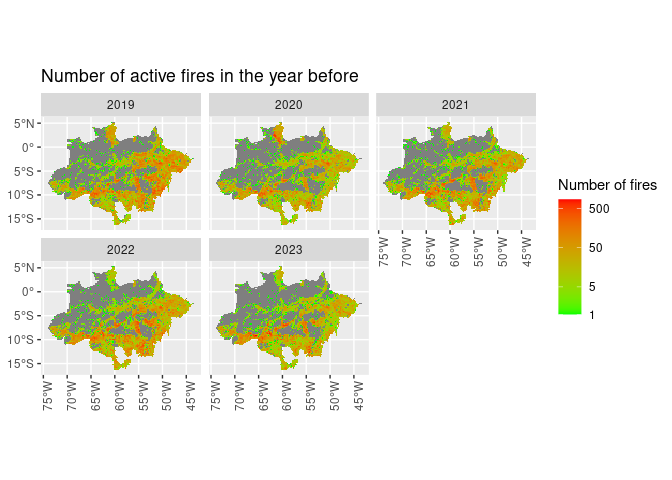 Number of active fires in the year before
2019 2020 2021
5°N
0°
5°S
10°S
15°S
Number of fires
500
50
5
1
75°W 70°W 65°W 60°W 55°W 50°W 45°W
2022 2023
5°N
0°
5°S
10°S
15°S
75°W 70°W 65°W 60°W 55°W 50°W 45°W 75°W 70°W 65°W 60°W 55°W 50°W 45°W